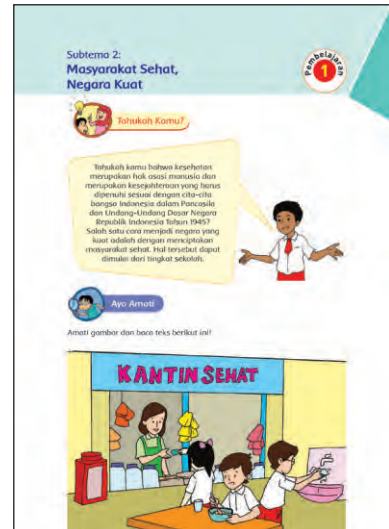 Subtema 2:
Masyarakat Sehat,
Negara Kuat
Pembelajaran
1
Tahukah Kamu?
Tahukah kamu bahwa kesehatan
merupakan hak asasi manusia dan
merupakan kesejahteraan yang harus
dipenuhi sesuai dengan cita-cita
bangsa Indonesia dalam Pancasila
dan Undang-Undang Dasar Negara
Republik Indonesia Tahun 1945?
Salah satu cara menjadi negara yang
kuat adalah dengan menciptakan
masyarakat sehat. Hal tersebut dapat
dimulai dari tingkat sekolah.
Ayo Amati
Amati gambar dan baca teks berikut ini!
KANTIN SEHAT